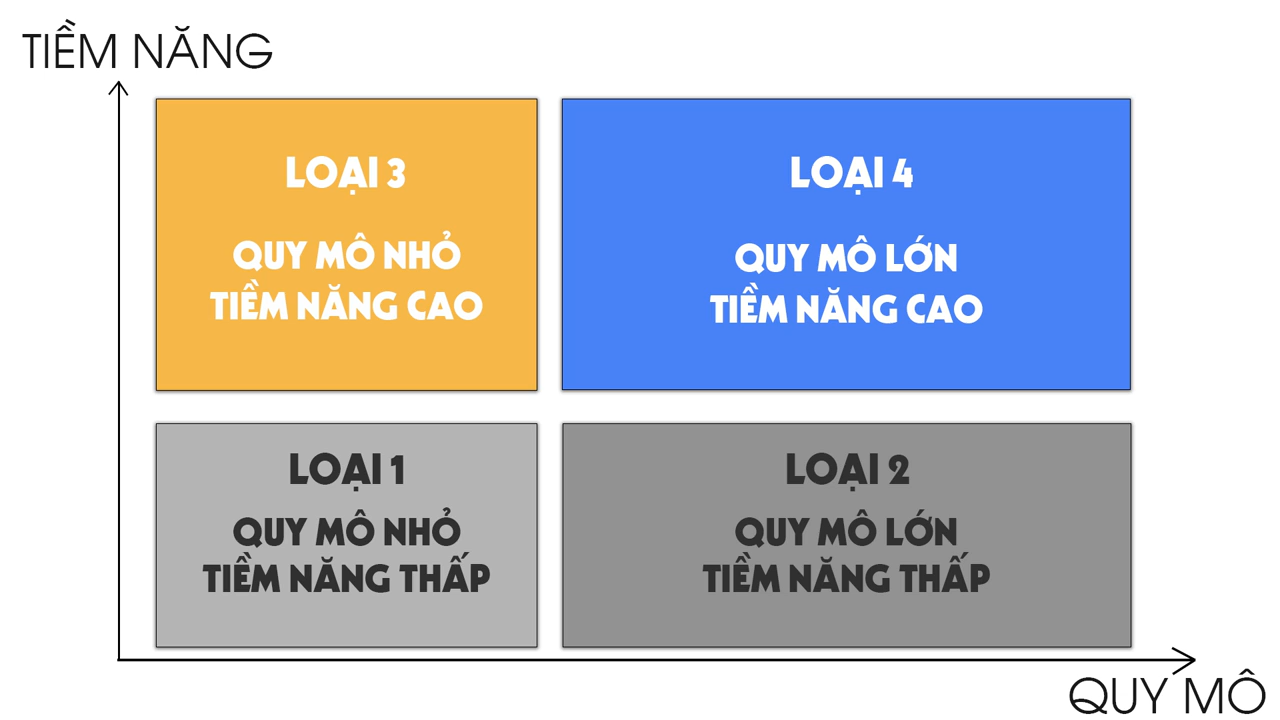 TIỀM NĂNG
LOẠI 3
QUY MÔ NHỎ
TIỀM NĂNG CAO
LOẠI 4
QUY MÔ LỚN
TIỀM NĂNG CAO
LOẠI 1
QUY MÔ NHỎ
TIỀM NĂNG THẤP
LOẠI 2
QUY MÔ LỚN
TIỀM NĂNG THẤP
QUY MÔ